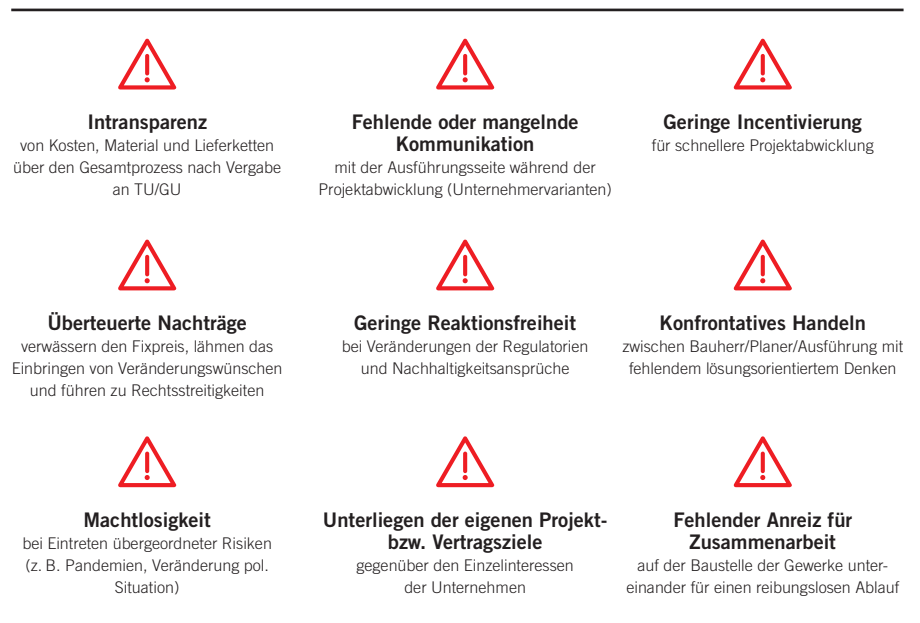 Intransparenz
von Kosten, Material und Lieferketten
über den Gesamtprozess nach Vergabe
an TU/GU
Fehlende oder mangelnde
Kommunikation
mit der Ausführungsseite während der
Projektabwicklung (Unternehmervarianten)
Geringe Incentivierung
für schnellere Projektabwicklung
Überteuerte Nachträge
verwässern den Fixpreis, lähmen das
Einbringen von Veränderungswünschen
und führen zu Rechtsstreitigkeiten
Geringe Reaktionsfreiheit
bei Veränderungen der Regulatorien
und Nachhaltigkeitsansprüche
Konfrontatives Handeln
zwischen Bauherr/Planer/Ausführung mit
fehlendem lösungsorientiertem Denken
Machtlosigkeit
bei Eintreten übergeordneter Risiken
(z. B. Pandemien, Veränderung pol.
Situation)
Unterliegen der eigenen Projekt-
bzw. Vertragsziele
gegenüber den Einzelinteressen
der Unternehmen
Fehlender Anreiz für
Zusammenarbeit
auf der Baustelle der Gewerke unter-
einander für einen reibungslosen Ablauf